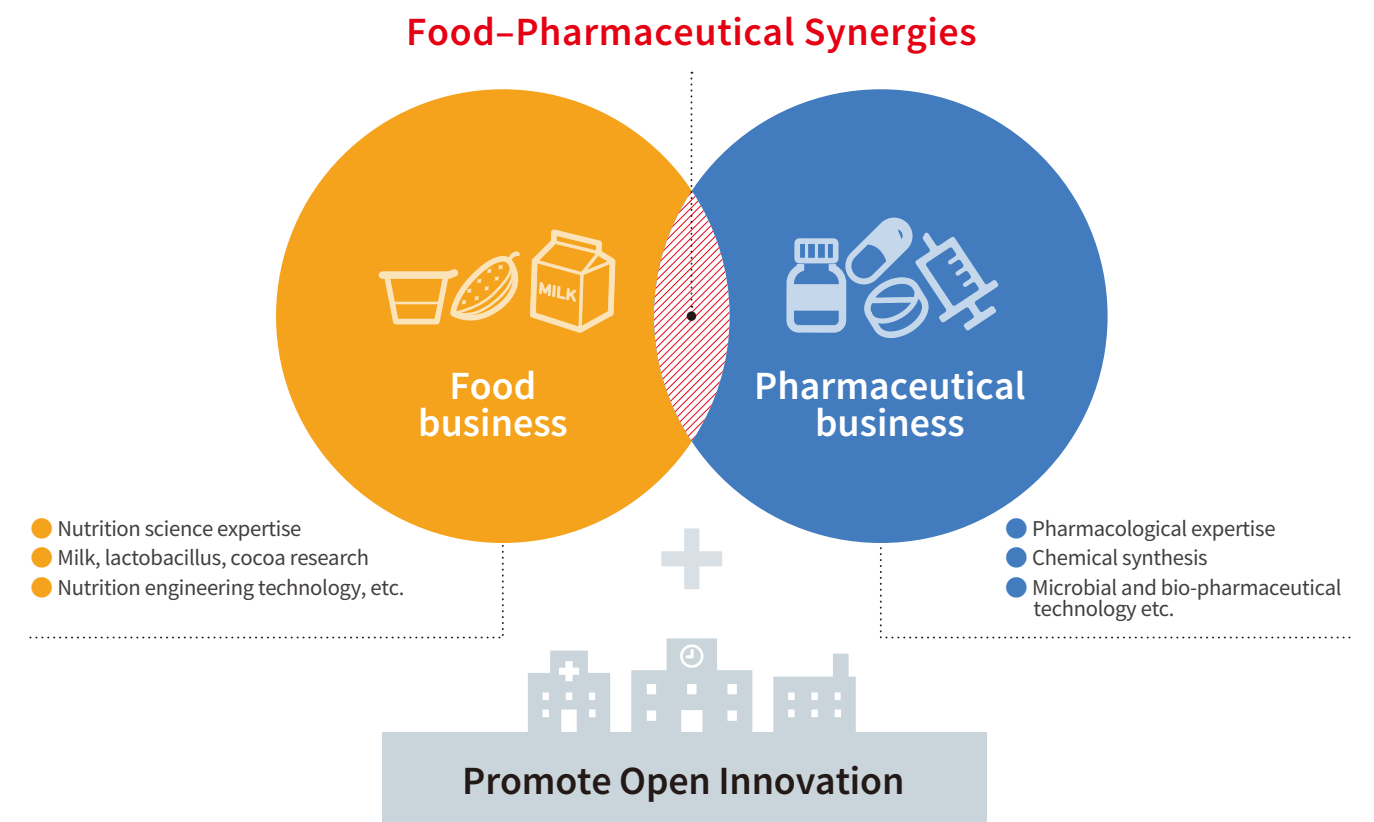 Food–Pharmaceutical Synergies
MILK
Food
business
Pharmaceutical
business
Nutrition science expertise
Milk, lactobacillus, cocoa research
Nutrition engineering technology, etc.
Pharmacological expertise
Chemical synthesis
Microbial and bio-pharmaceutical
technology etc.
Promote Open Innovation